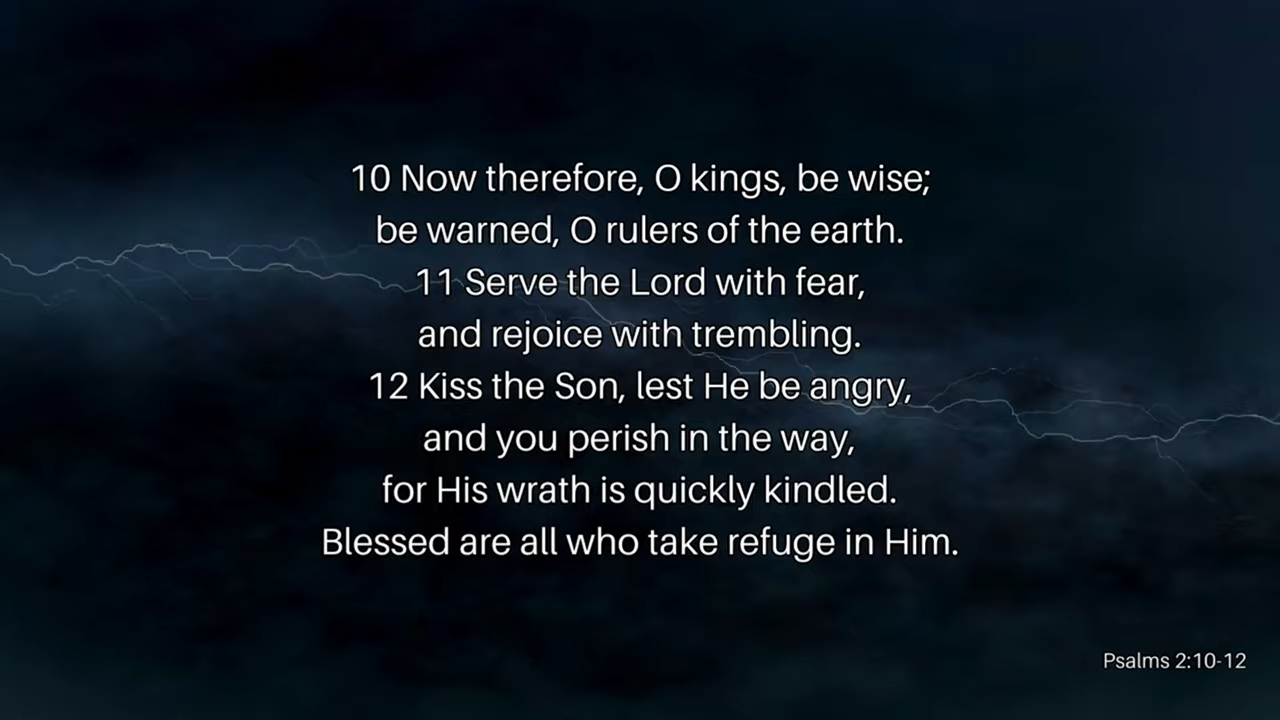 10 Now therefore, O kings, be wise;
be warned, O rulers of the earth.
11 Serve the Lord with fear,
and rejoice with trembling.
12 Kiss the Son, lest He be angry,
and you perish in the way,
for His wrath is quickly kindled.
Blessed are all who take refuge in Him.
Psalms 2:10-12